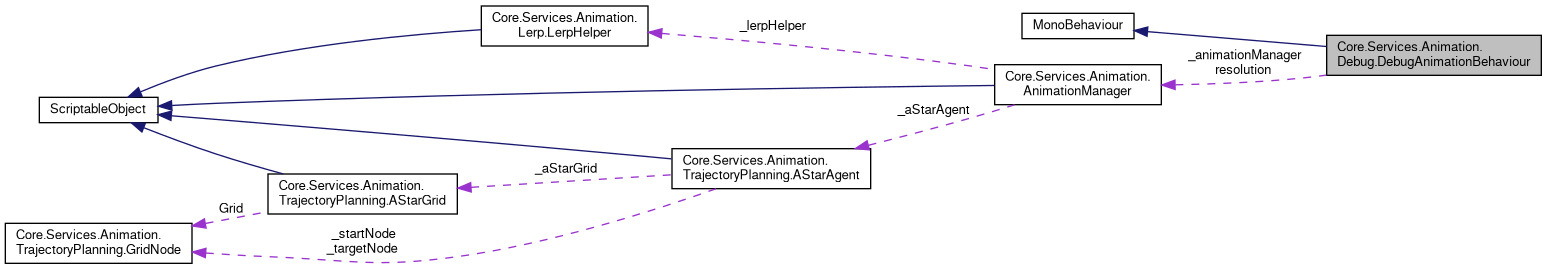 Core.Services.Animation.
Lerp.LerpHelper
_lerpHelper
MonoBehaviour
Core.Services.Animation.
Debug.DebugAnimationBehaviour
_animationManager
resolution
Core.Services.Animation.
AnimationManager
ScriptableObject
_aStarAgent
Core.Services.Animation.
TrajectoryPlanning.AStarAgent
_aStarGrid
Core.Services.Animation.
TrajectoryPlanning.AStarGrid
Grid
Core.Services.Animation.
TrajectoryPlanning.GridNode
_startNode
_targetNode